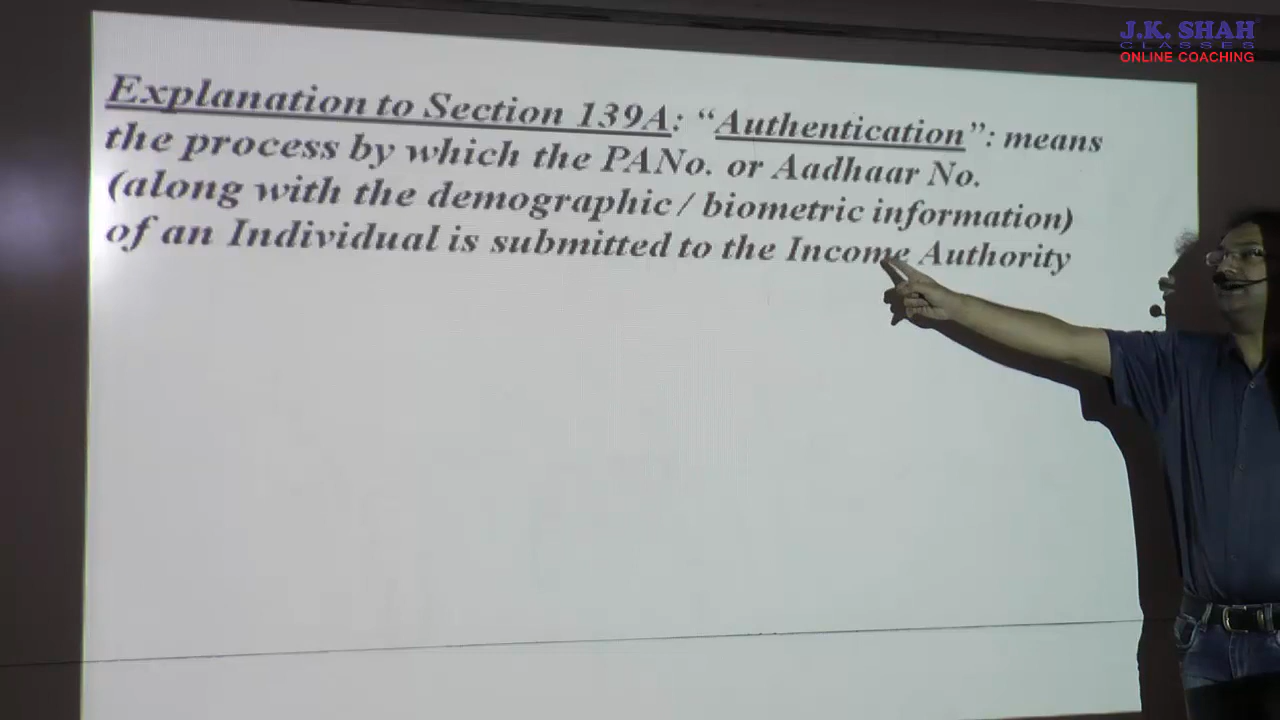 J.K. SHAH
CLASSES
ONLINE COACHING
Explanation to Section 139A: “Authentication”: means
the process by which the PANo. or Aadhaar No.
(along with the demographic / biometric information)
of an Individual is submitted to the Income Authority